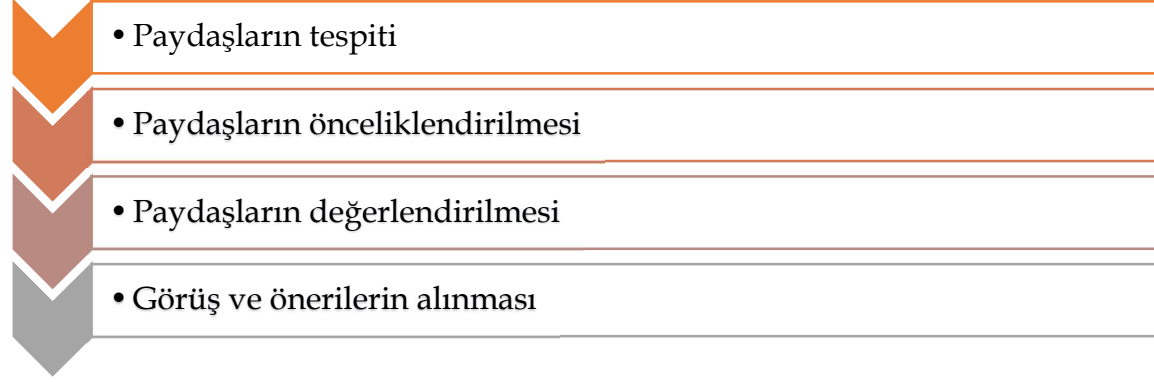 • Paydaşların tespiti
• Paydaşların önceliklendirilmesi
• Paydaşların değerlendirilmesi
• Görüş ve önerilerin alınması